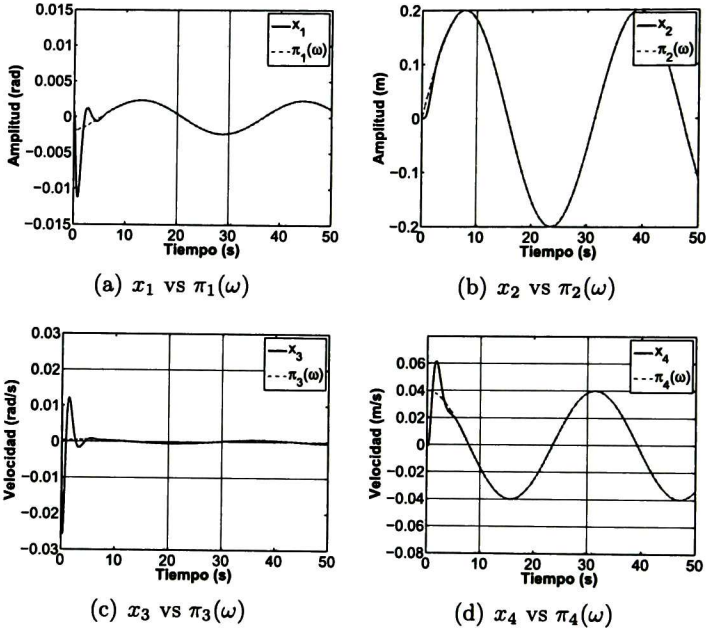 0.015
0.01
0.005
0
−0.005
−0.01
0.015
Amplitud (rad)
x1
π1(ω)
0 10 20 30 40 50
Tiempo (s)
(a) x1 vs π1(ω)
0.2
0.1
0
−0.1
−0.2
Amplitud (m)
x2
π2(ω)
0 10 20 30 40 50
Tiempo (s)
(b) x2 vs π2(ω)
0.03
0.02
0.01
0
−0.01
−0.02
−0.03
Velocidad (rad/s)
x3
π3(ω)
0 10 20 30 40 50
Tiempo (s)
(c) x3 vs π3(ω)
0.06
0.04
0.02
0
−0.02
−0.04
−0.06
−0.08
Velocidad (m/s)
x4
π4(ω)
0 10 20 30 40 50
Tiempo (s)
(d) x4 vs π4(ω)